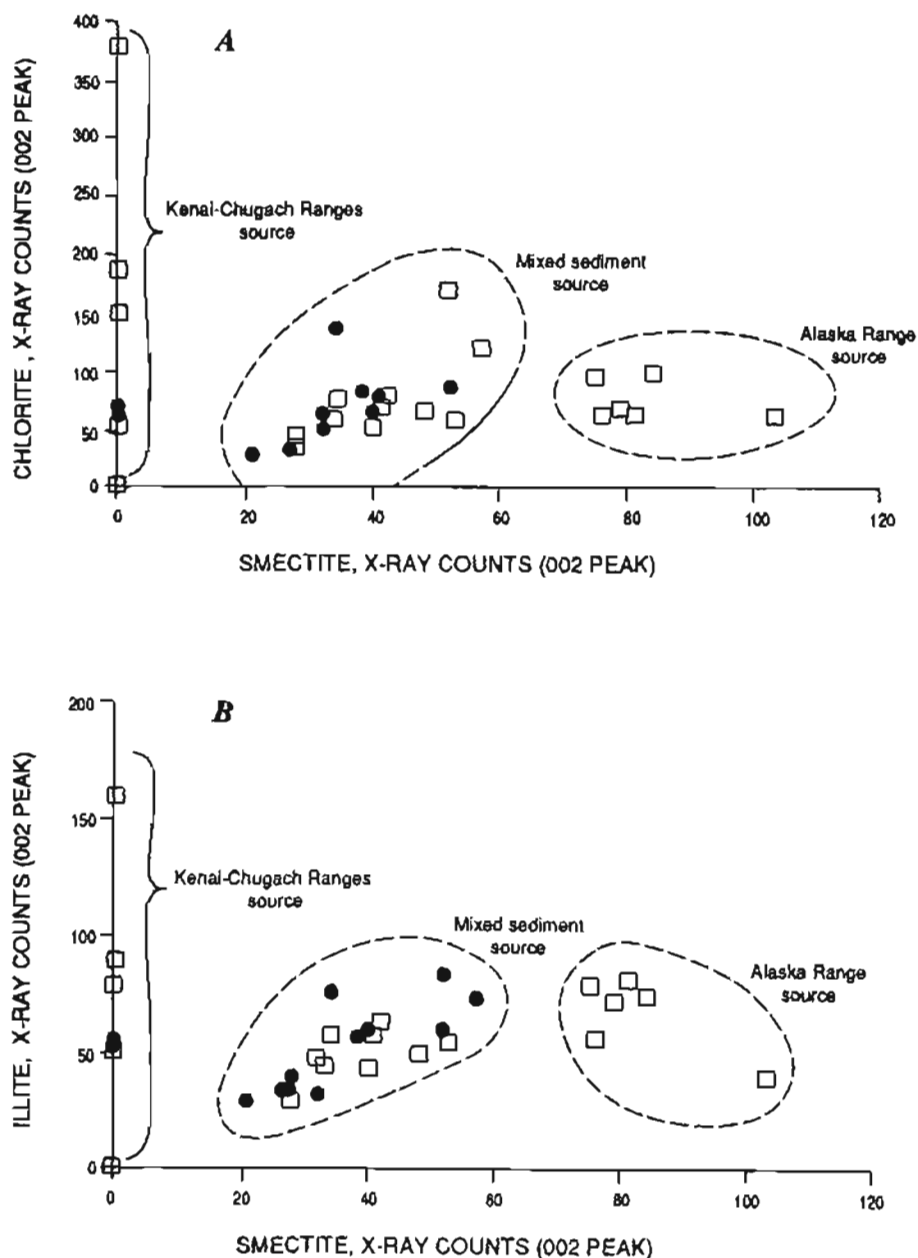 A
400
350
300
250
200
150
100
50
0
CHLORITE , X-RAY COUNTS (002 PEAK)
Kenai-Chugach Ranges
source
Mixed sediment
source
Alaska Range
source
0 20 40 60 80 100 120
SMECTITE, X-RAY COUNTS (002 PEAK)
B
200
150
100
50
0
ILLITE, X-RAY COUNTS (002 PEAK)
Kenai-Chugach Ranges
source
Mixed sediment
source
Alaska Range
source
0 20 40 60 80 100 120
SMECTITE, X-RAY COUNTS (002 PEAK)